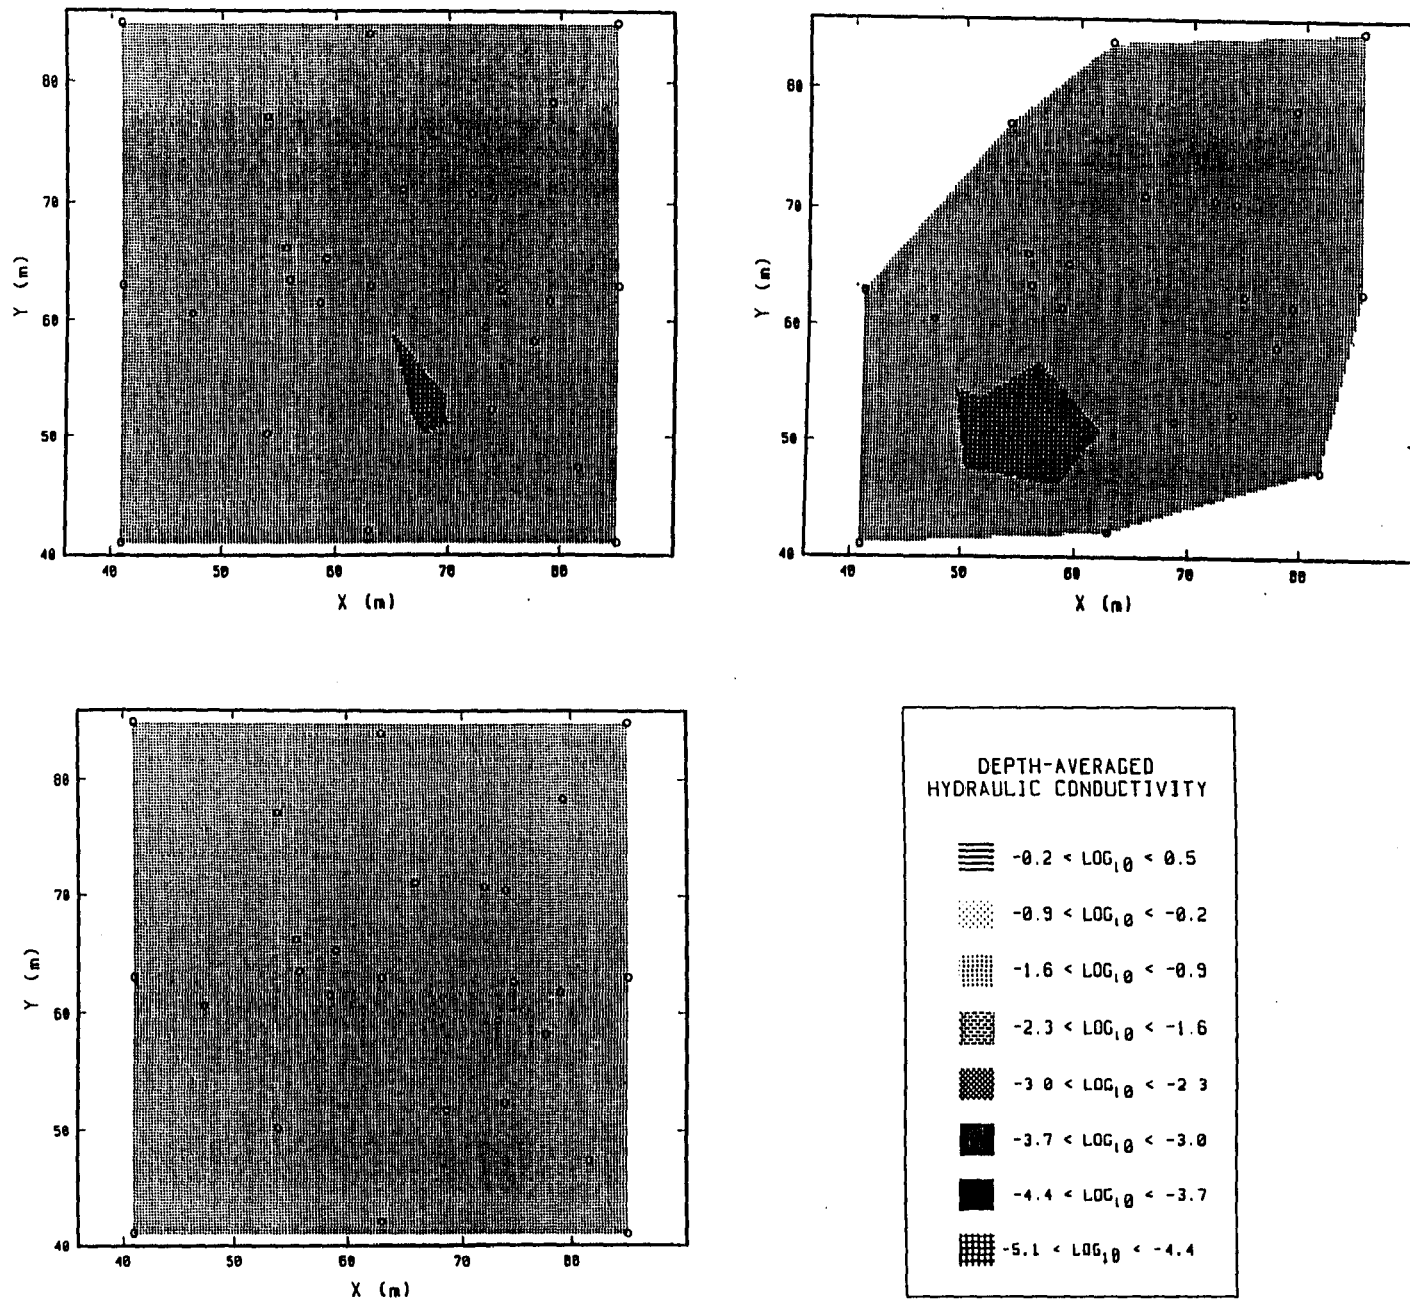 80
70
60
50
40
Y (m)
40 50 60 70 80
X (m)
80
70
60
50
40
Y (m)
40 50 60 70 80
X (m)
80
70
60
50
40
Y (m)
40 50 60 70 80
X (m)
DEPTH-AVERAGED
HYDRAULIC CONDUCTIVITY
-0.2 < LOG10 < 0.5
-0.9 < LOG10 < -0.2
-1.6 < LOG10 < -0.9
-2.3 < LOG10 < -1.6
-3 0 < LOG10 < -2 3
-3.7 < LOG10 < -3.0
-4.4 < LOG10 < -3.7
-5.1 < LOG10 < -4.4